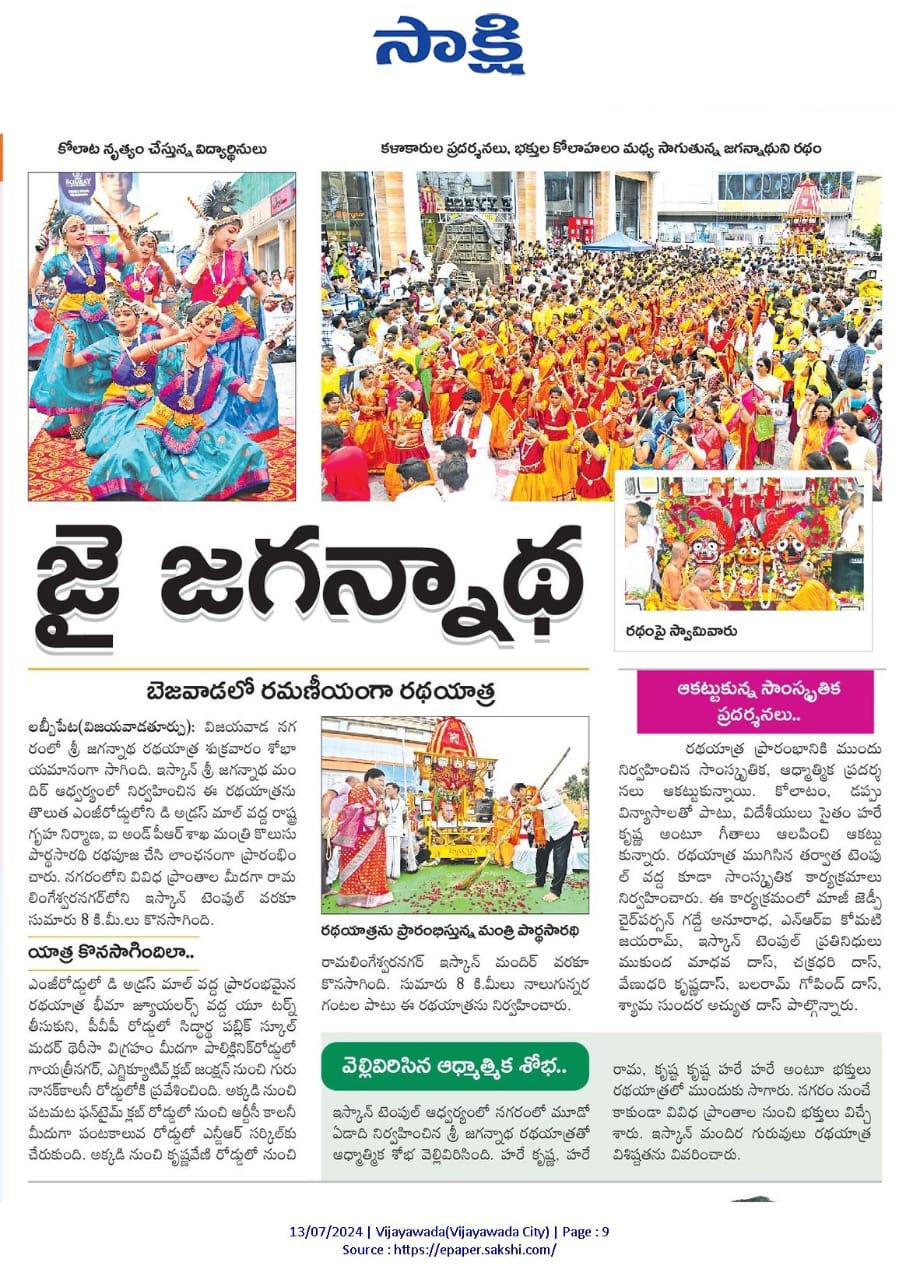 సాక్షి
కోలాట నృత్యం చేస్తున్న విద్యార్థినులు
కళాకారుల ప్రదర్శనలు, భక్తుల కోలాహలం మధ్య సాగుతున్న జగన్నాథుని రథం
BOMBAY
జై జగన్నాథ
రథంపై స్వామివారు
బెజవాడలో రమణీయంగా రథయాత్ర
లబ్బీపేట(విజయవాడతూర్పు): విజయవాడ నగ
రంలో శ్రీ జగన్నాథ రథయాత్ర శుక్రవారం శోభా
యమానంగా సాగింది. ఇస్కాన్ శ్రీ జగన్నాథ మం
దిర్ ఆధ్వర్యంలో నిర్వహించిన ఈ రథయాత్రను
తొలుత ఎంజీరోడ్డులోని డి అడ్రస్ మాల్ వద్ద రాష్ట్ర
గృహ నిర్మాణ, ఐ అండ్ పీఆర్ శాఖ మంత్రి కొలుసు
పార్థసారథి రథపూజ చేసి లాంఛనంగా ప్రారంభిం
చారు. నగరంలోని వివిధ ప్రాంతాల మీదగా రామ
లింగేశ్వరనగర్‌లోని ఇస్కాన్ టెంపుల్ వరకూ
సుమారు 8 కి.మీ.లు కొనసాగింది.
యాత్ర కొనసాగిందిలా..
ఎంజీరోడ్డులో డి అడ్రస్ మాల్ వద్ద ప్రారంభమైన
రథయాత్ర భీమా జ్యూయలర్స్ వద్ద యూ టర్న్
తీసుకుని, పీవీపీ రోడ్డులో సిద్ధార్థ పబ్లిక్ స్కూల్
మదర్ థెరీసా విగ్రహం మీదగా పాలిక్లినిక్‌రోడ్డులో
గాయత్రీనగర్, ఎగ్జిక్యూటివ్ క్లబ్ జంక్షన్ నుంచి గురు
నానక్‌కాలనీ రోడ్డులోకి ప్రవేశించింది. అక్కడి నుంచి
పటమట ఫన్‌టైమ్ క్లబ్ రోడ్డులో నుంచి ఆర్టీసీ కాలనీ
మీదుగా పంటకాలువ రోడ్డులో ఎన్టీఆర్ సర్కిల్‌కు
చేరుకుంది. అక్కడి నుంచి కృష్ణవేణి రోడ్డులో నుంచి
ISKCON
రథయాత్రను ప్రారంభిస్తున్న మంత్రి పార్థసారథి
రామలింగేశ్వరనగర్ ఇస్కాన్ మందిర్ వరకూ
కొనసాగింది. సుమారు 8 కి.మీలు నాలుగున్నర
గంటల పాటు ఈ రథయాత్రను నిర్వహించారు.
ఆకట్టుకున్న సాంస్కృతిక
ప్రదర్శనలు..
రథయాత్ర ప్రారంభానికి ముందు
నిర్వహించిన సాంస్కృతిక, ఆధ్యాత్మిక ప్రదర్శ
నలు ఆకట్టుకున్నాయి. కోలాటం, డప్పు
విన్యాసాలతో పాటు, విదేశీయులు సైతం హరే
కృష్ణ అంటూ గీతాలు ఆలపించి ఆకట్టు
కున్నారు. రథయాత్ర ముగిసిన తర్వాత టెంపు
ల్ వద్ద కూడా సాంస్కృతిక కార్యక్రమాలు
నిర్వహించారు. ఈ కార్యక్రమంలో మాజీ జెడ్పీ
చైర్‌పర్సన్ గద్దే అనూరాధ, ఎన్ఆర్ఐ కోమటి
జయరామ్, ఇస్కాన్ టెంపుల్ ప్రతినిధులు
ముకుంద మాధవ దాస్, చక్రధరి దాస్,
వేణుధరి కృష్ణదాస్, బలరామ్ గోపింద్ దాస్,
శ్యామ సుందర అచ్యుత దాస్ పాల్గొన్నారు.
వెల్లివిరిసిన ఆధ్మాత్మిక శోభ..
ఇస్కాన్ టెంపుల్ ఆధ్వర్యంలో నగరంలో మూడో
ఏడాది నిర్వహించిన శ్రీ జగన్నాథ రథయాత్రతో
ఆధ్మాత్మిక శోభ వెల్లివిరిసింది. హరే కృష్ణ, హరే
రామ, కృష్ణ కృష్ణ హరే హరే అంటూ భక్తులు
రథయాత్రలో ముందుకు సాగారు. నగరం నుంచే
కాకుండా వివిధ ప్రాంతాల నుంచి భక్తులు విచ్చే
శారు. ఇస్కాన్ మందిర గురువులు రథయాత్ర
విశిష్టతను వివరించారు.
13/07/2024 | Vijayawada(Vijayawada City) | Page : 9
Source : https://epaper.sakshi.com/